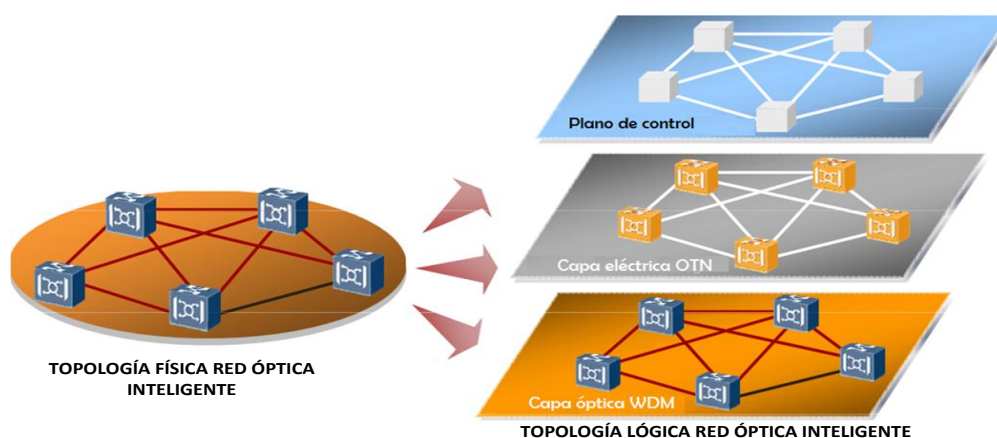 Plano de control
Capa eléctrica OTN
Capa óptica WDM
TOPOLOGÍA FÍSICA RED ÓPTICA
INTELIGENTE
TOPOLOGÍA LÓGICA RED ÓPTICA INTELIGENTE